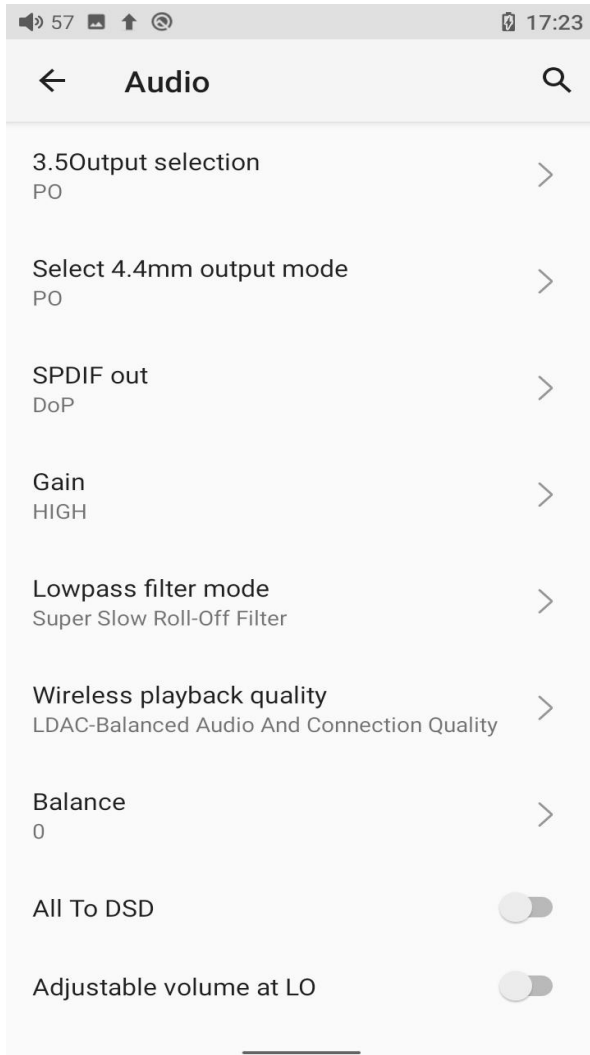 57 17:23
Audio
3.5Output selection
PO
Select 4.4mm output mode
PO
SPDIF out
DoP
Gain
HIGH
Lowpass filter mode
Super Slow Roll-Off Filter
Wireless playback quality
LDAC-Balanced Audio And Connection Quality
Balance
0
All To DSD
Adjustable volume at LO